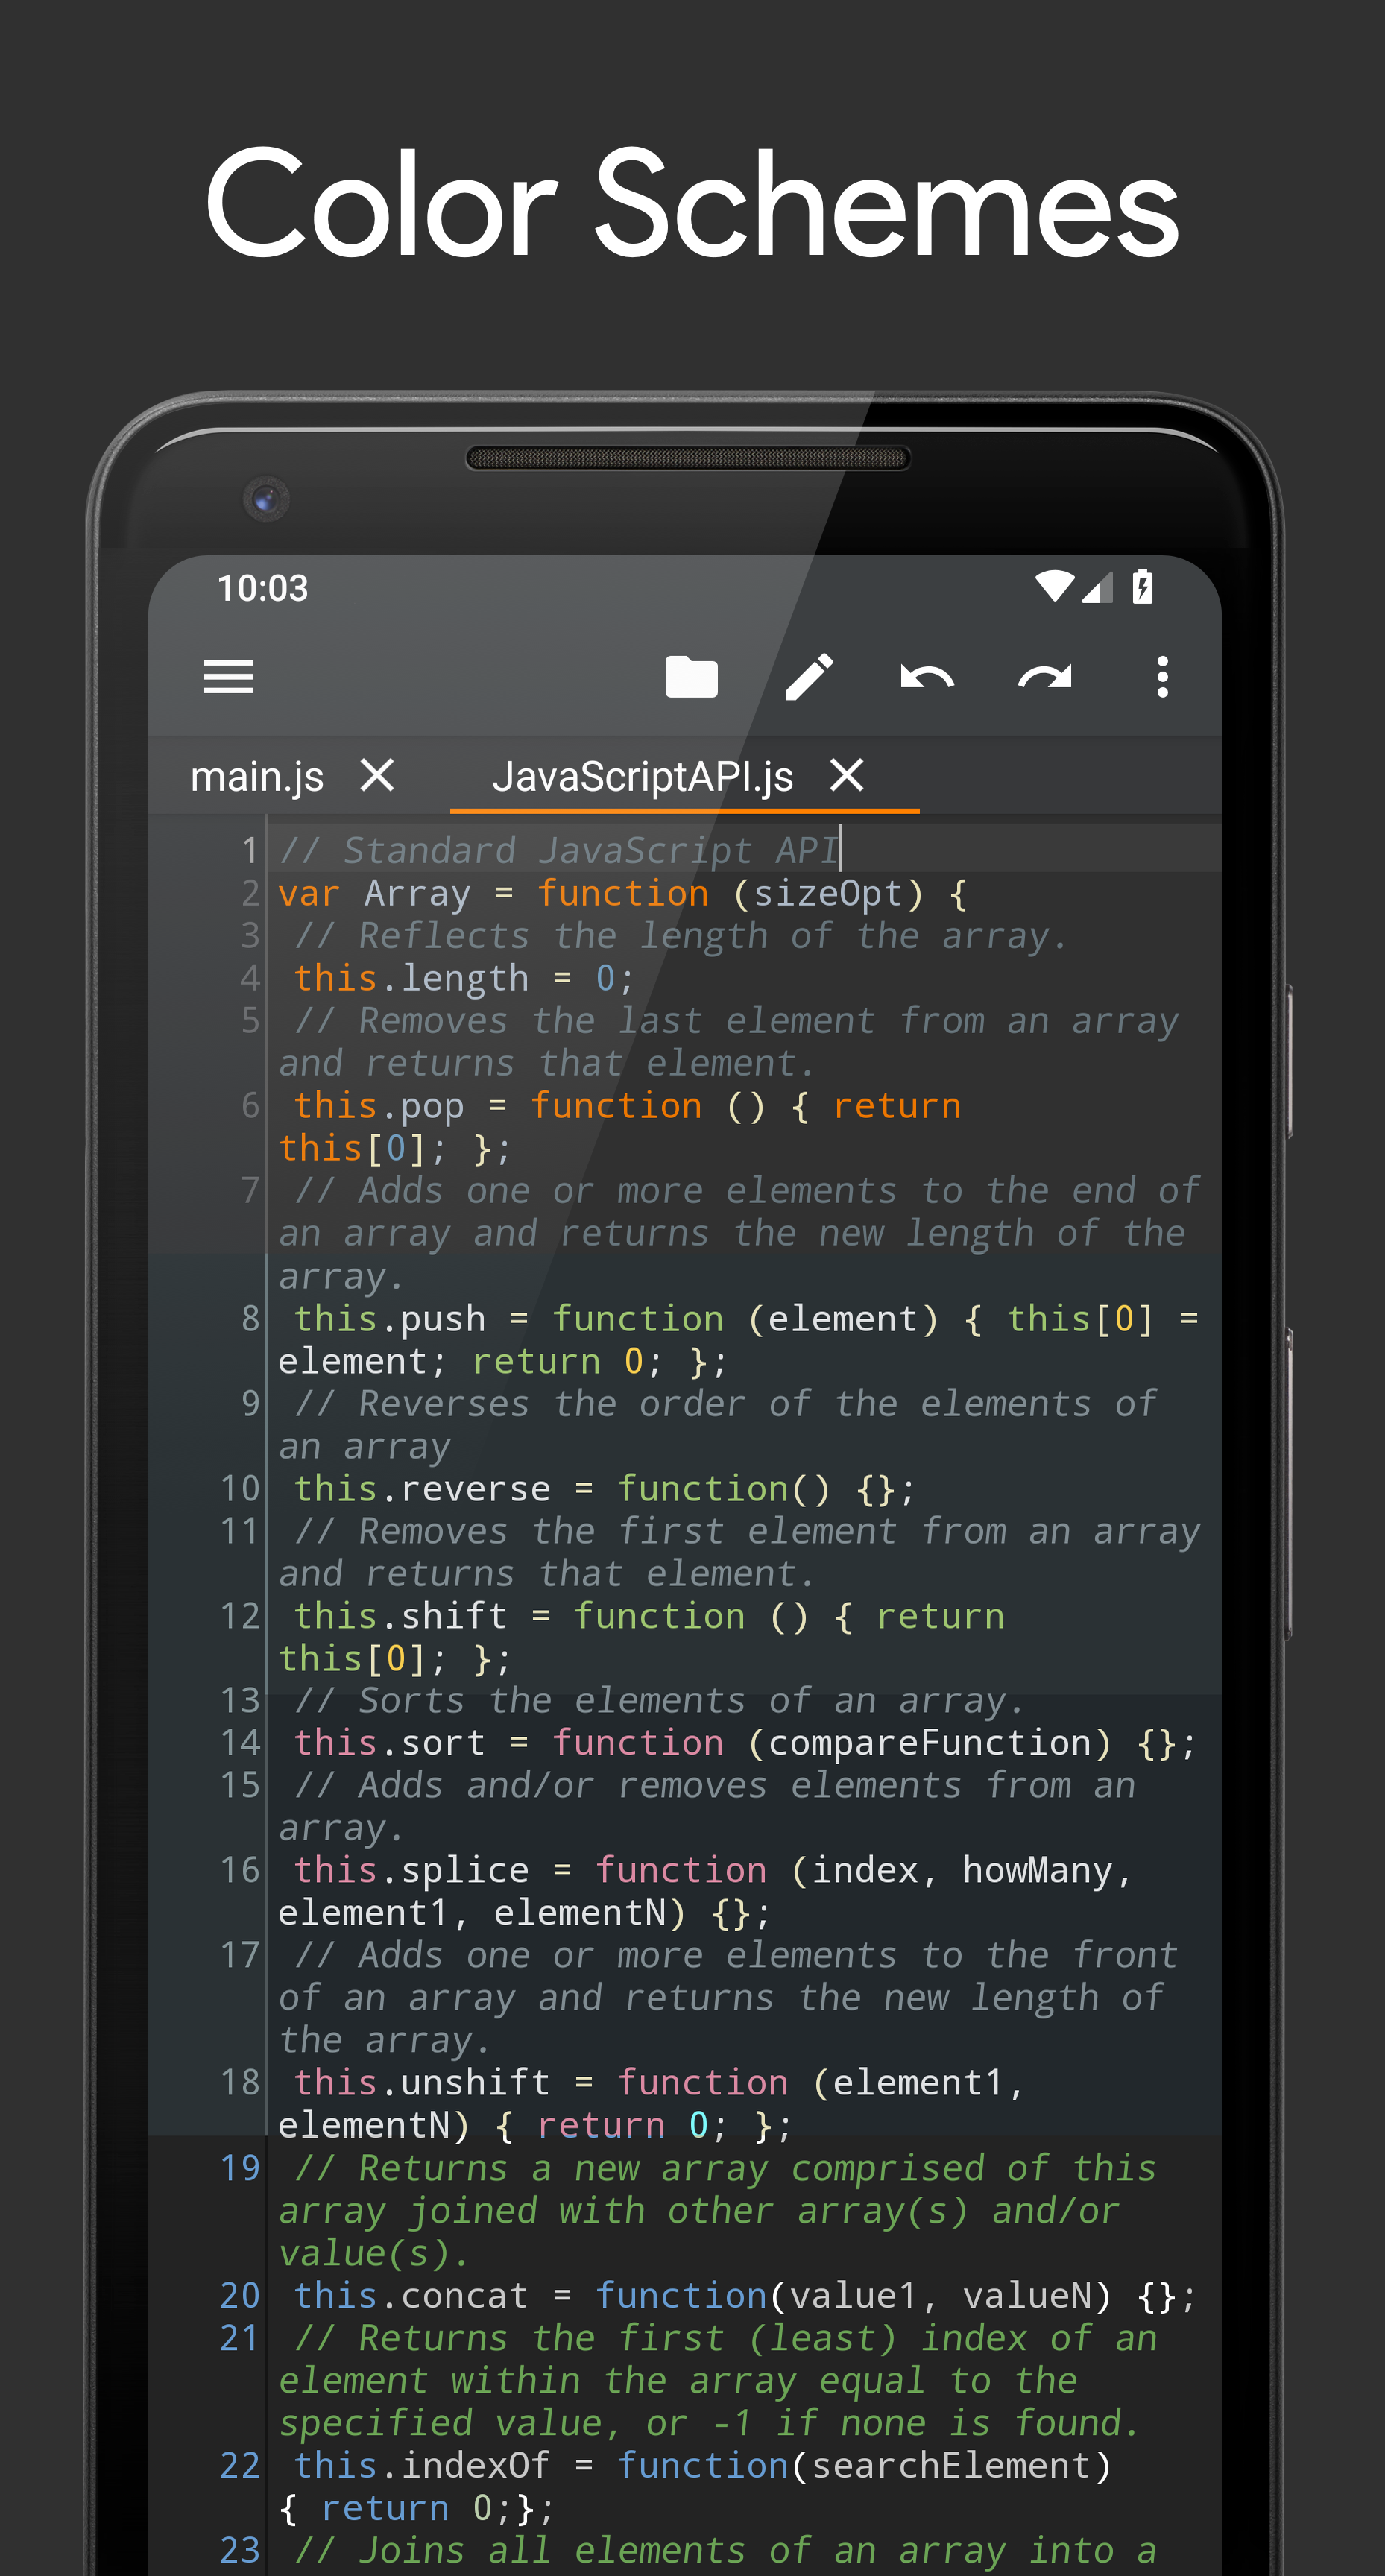 Color Schemes
10:03
main.js
JavaScriptAPI.js
1 // Standard JavaScript API
2 var Array = function (sizeOpt) {
3 // Reflects the length of the array.
4 this.length = 0;
5 // Removes the last element from an array
and returns that element.
6 this.pop = function () { return
this[0]; };
7 // Adds one or more elements to the end of
an array and returns the new length of the
array.
8 this.push = function (element) { this[0] =
element; return 0; };
9 // Reverses the order of the elements of
an array
10 this.reverse = function() {};
11 // Removes the first element from an array
and returns that element.
12 this.shift = function () { return
this[0]; };
13 // Sorts the elements of an array.
14 this.sort = function (compareFunction) {};
15 // Adds and/or removes elements from an
array.
16 this.splice = function (index, howMany,
element1, elementN) {};
17 // Adds one or more elements to the front
of an array and returns the new length of
the array.
18 this.unshift = function (element1,
elementN) { return 0; };
19 // Returns a new array comprised of this
array joined with other array(s) and/or
value(s).
20 this.concat = function(value1, valueN) {};
21 // Returns the first (least) index of an
element within the array equal to the
specified value, or -1 if none is found.
22 this.indexOf = function(searchElement)
{ return 0;};
23 // Joins all elements of an array into a